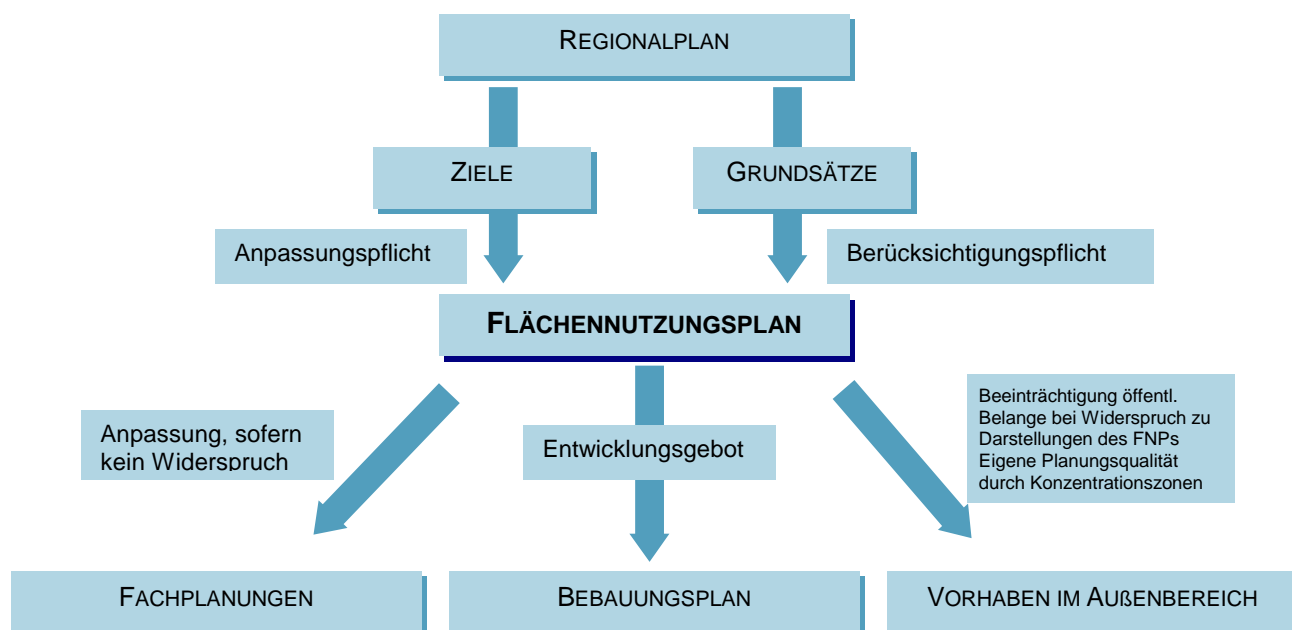 REGIONALPLAN
ZIELE
GRUNDSÄTZE
Anpassungspflicht
Berücksichtigungspflicht
FLÄCHENNUTZUNGSPLAN
Anpassung, sofern
kein Widerspruch
Entwicklungsgebot
Beeinträchtigung öffentl.
Belange bei Widerspruch zu
Darstellungen des FNPs
Eigene Planungsqualität
durch Konzentrationszonen
FACHPLANUNGEN
BEBAUUNGSPLAN
VORHABEN IM AUßENBEREICH